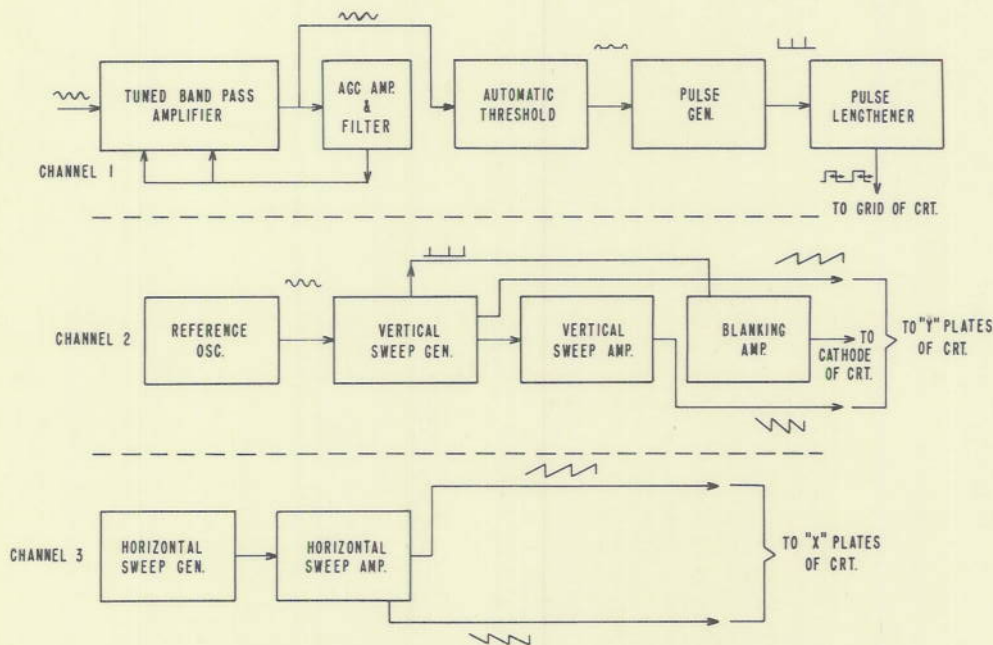 TUNED BAND PASS
AMPLIFIER
AGC AMP.
&
FILTER
AUTOMATIC
THRESHOLD
PULSE
GEN.
PULSE
LENGTHENER
CHANNEL 1
TO GRID OF CRT.
CHANNEL 2
REFERENCE
OSC.
VERTICAL
SWEEP GEN.
VERTICAL
SWEEP AMP.
BLANKING
AMP.
TO
CATHODE
OF CRT.
TO "Y" PLATES
OF CRT.
CHANNEL 3
HORIZONTAL
SWEEP GEN.
HORIZONTAL
SWEEP AMP.
TO "X" PLATES
OF CRT.